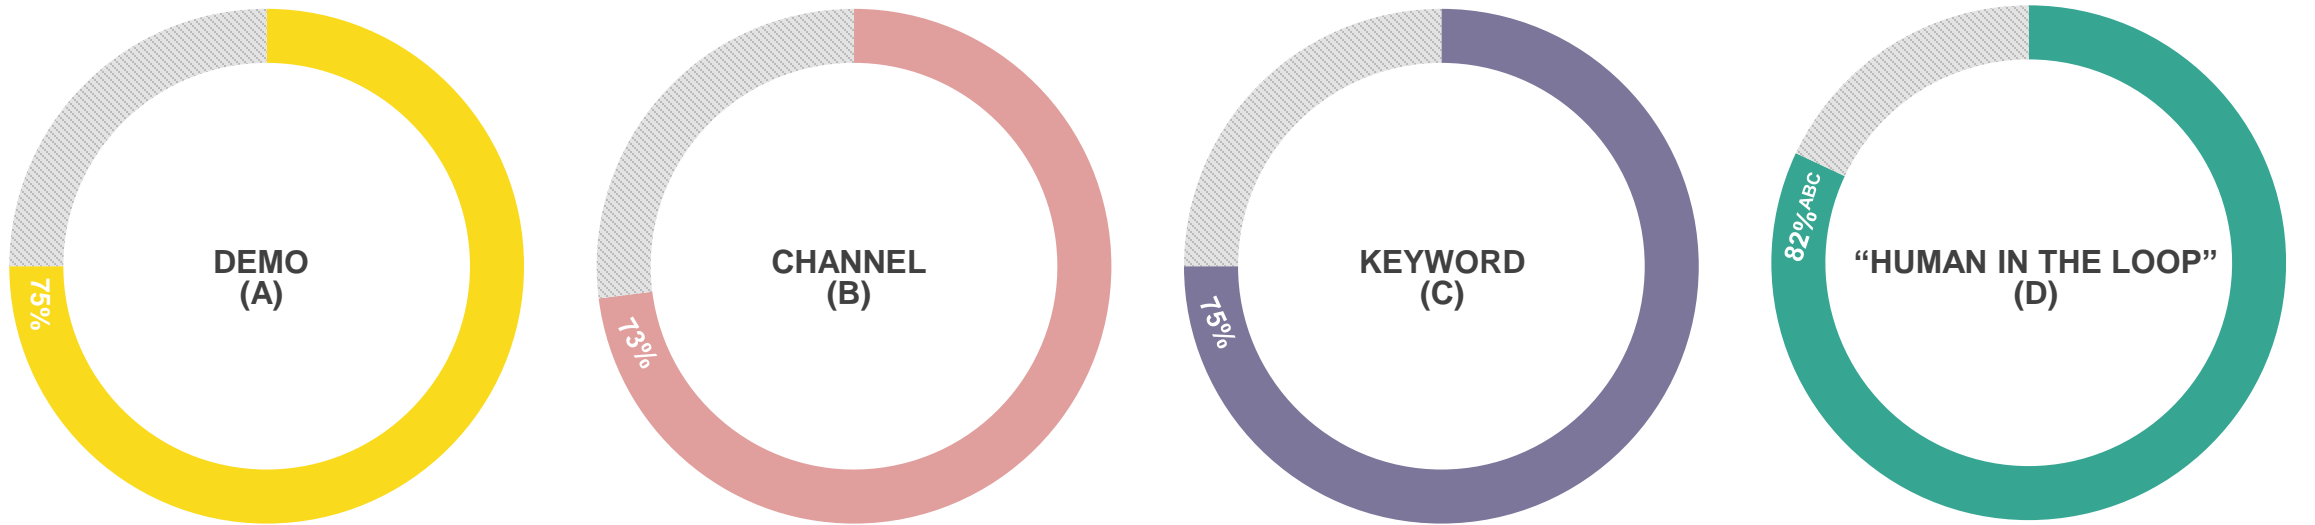 DEMO
(A)
75%
CHANNEL
(B)
73%
KEYWORD
(C)
75%
“HUMAN IN THE LOOP”
(D)
82%ABC